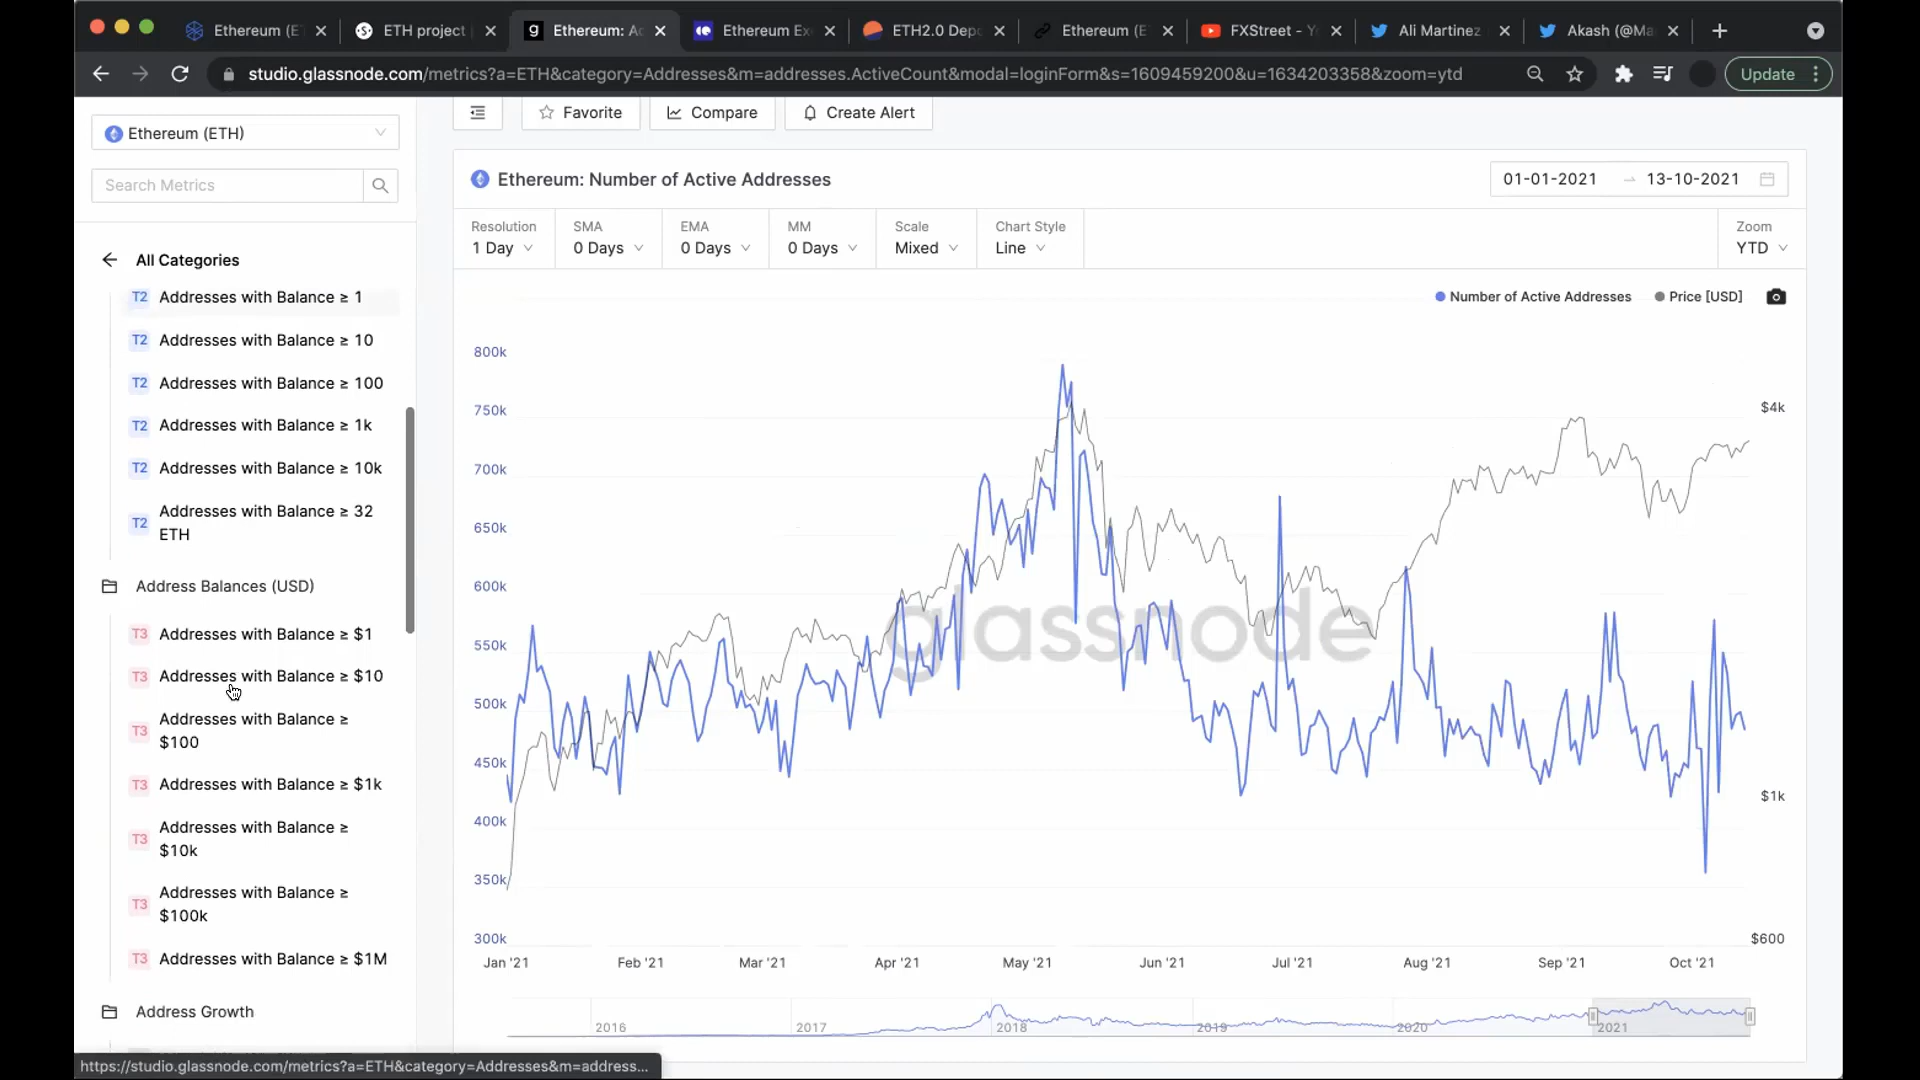 Ethereum (E
ETH project
Ethereum: Ac
Ethereum Ex
ETH2.0 Dep
Ethereum (E
FXStreet - Y
Ali Martinez
Akash (@Ma
studio.glassnode.com/metrics?a=ETH&category=Addresses&m=addresses.ActiveCount&modal=loginForm&s=1609459200&u=1634203358&zoom=ytd
Update
Ethereum (ETH)
Search Metrics
All Categories
T2 Addresses with Balance ≥ 1
T2 Addresses with Balance ≥ 10
T2 Addresses with Balance ≥ 100
T2 Addresses with Balance ≥ 1k
T2 Addresses with Balance ≥ 10k
T2 Addresses with Balance ≥ 32
ETH
Address Balances (USD)
T3 Addresses with Balance ≥ $1
T3 Addresses with Balance ≥ $10
T3 Addresses with Balance ≥
$100
T3 Addresses with Balance ≥ $1k
T3 Addresses with Balance ≥
$10k
T3 Addresses with Balance ≥
$100k
T3 Addresses with Balance ≥ $1M
Address Growth
Favorite
Compare
Create Alert
Ethereum: Number of Active Addresses
01-01-2021 → 13-10-2021
Resolution
1 Day
SMA
0 Days
EMA
0 Days
MM
0 Days
Scale
Mixed
Chart Style
Line
Zoom
YTD
Number of Active Addresses
Price [USD]
800k
750k
700k
650k
600k
550k
500k
450k
400k
350k
300k
$4k
$1k
$600
glassnode
Jan '21
Feb '21
Mar '21
Apr '21
May '21
Jun '21
Jul '21
Aug '21
Sep '21
Oct '21
2016
2017
2018
2019
2020
2021
https://studio.glassnode.com/metrics?a=ETH&category=Addresses&m=address...